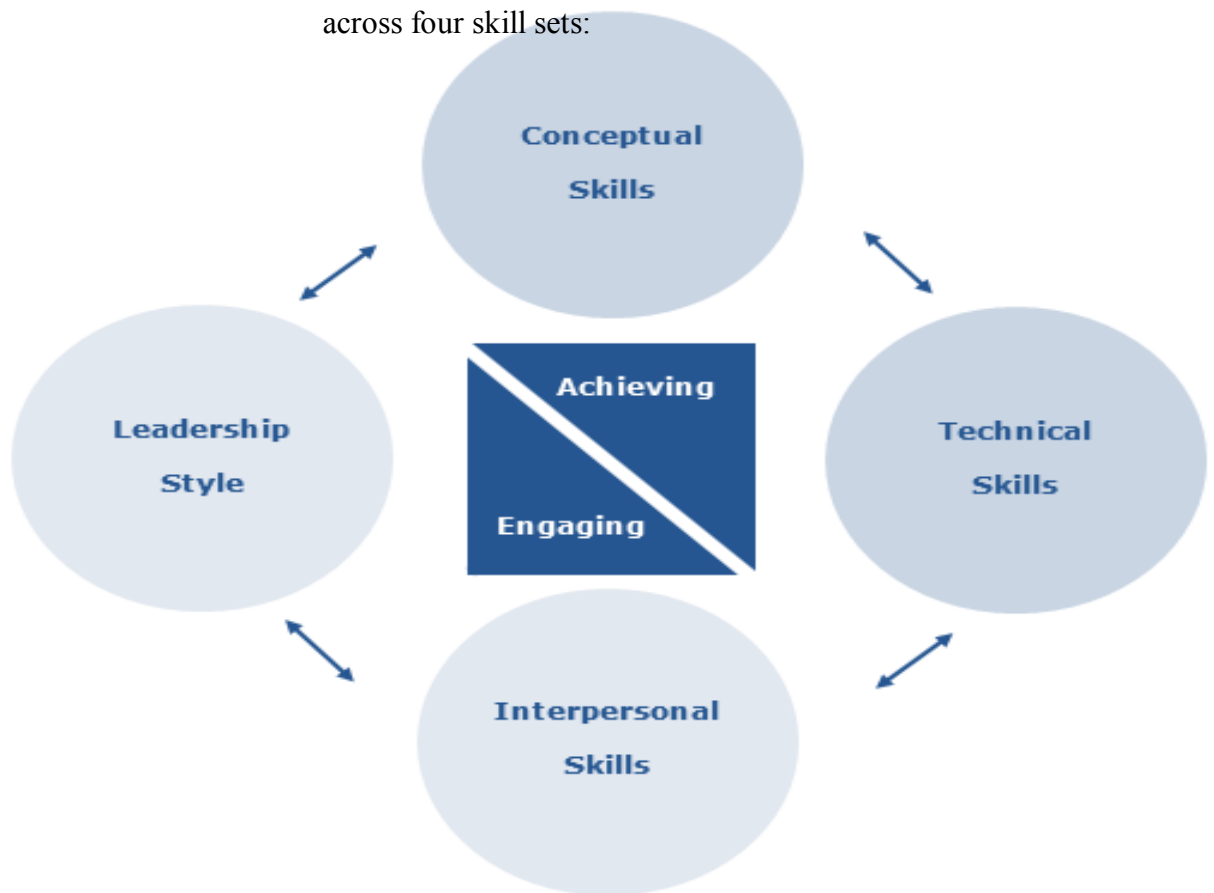 across four skill sets:
Conceptual
Skills
Achieving
Leadership
Style
Technical
Skills
Engaging
Interpersonal
Skills